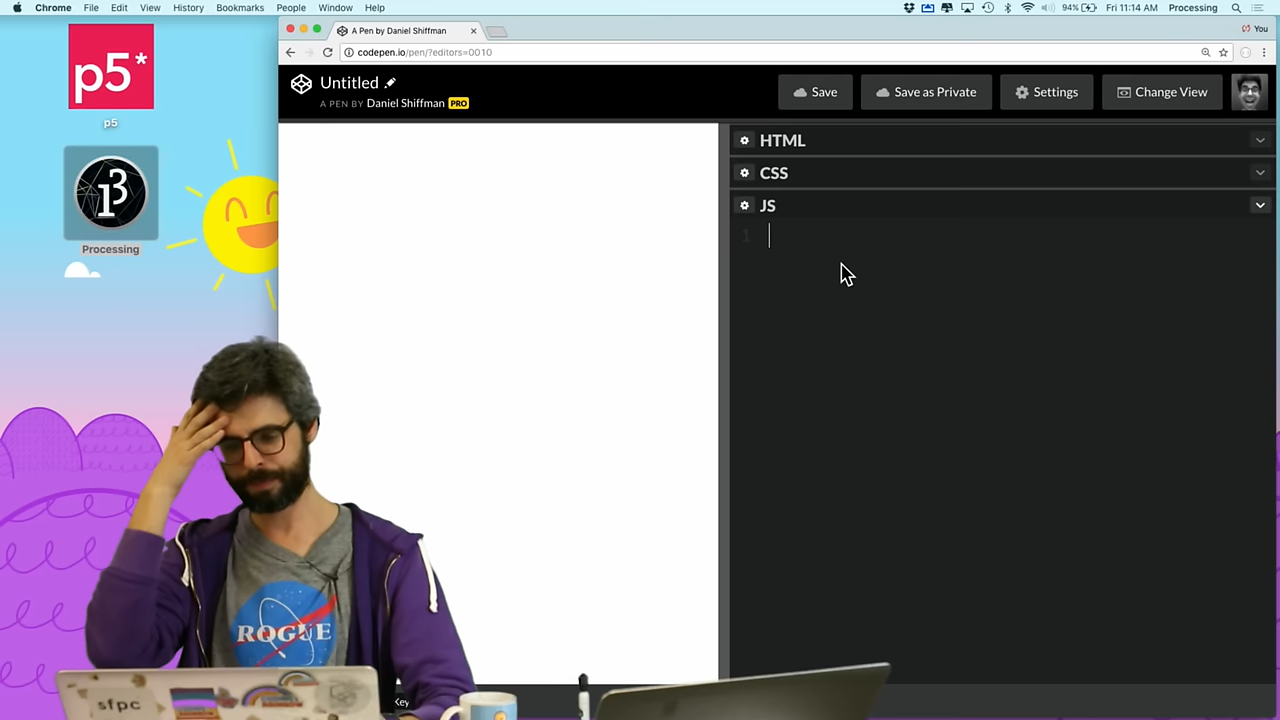 Chrome File Edit View History Bookmarks People Window Help 94% Fri 11:14 AM Processing
A Pen by Daniel Shiffman
You
codepen.io/pen/?editors=0010
p5*
p5
Processing
Untitled
A PEN BY Daniel Shiffman PRO
Save
Save as Private
Settings
Change View
HTML
CSS
JS
1
ROGUE
sfpc
Key